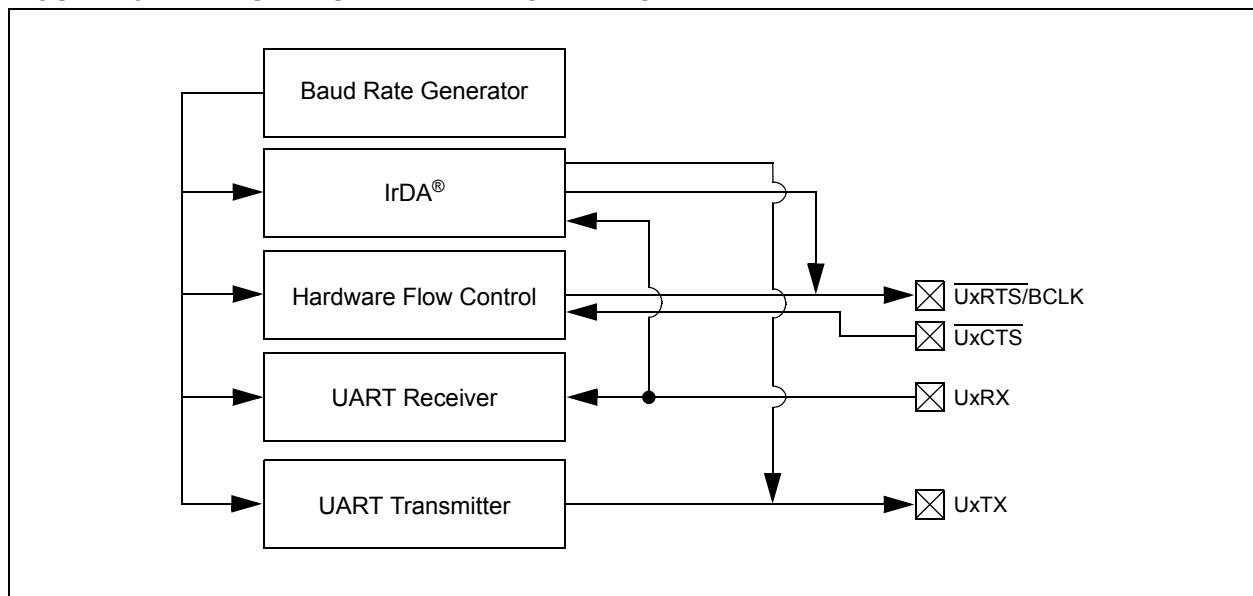 Baud Rate Generator
IrDA®
Hardware Flow Control
UxRTS/BCLK
UxCTS
UART Receiver
UxRX
UART Transmitter
UxTX